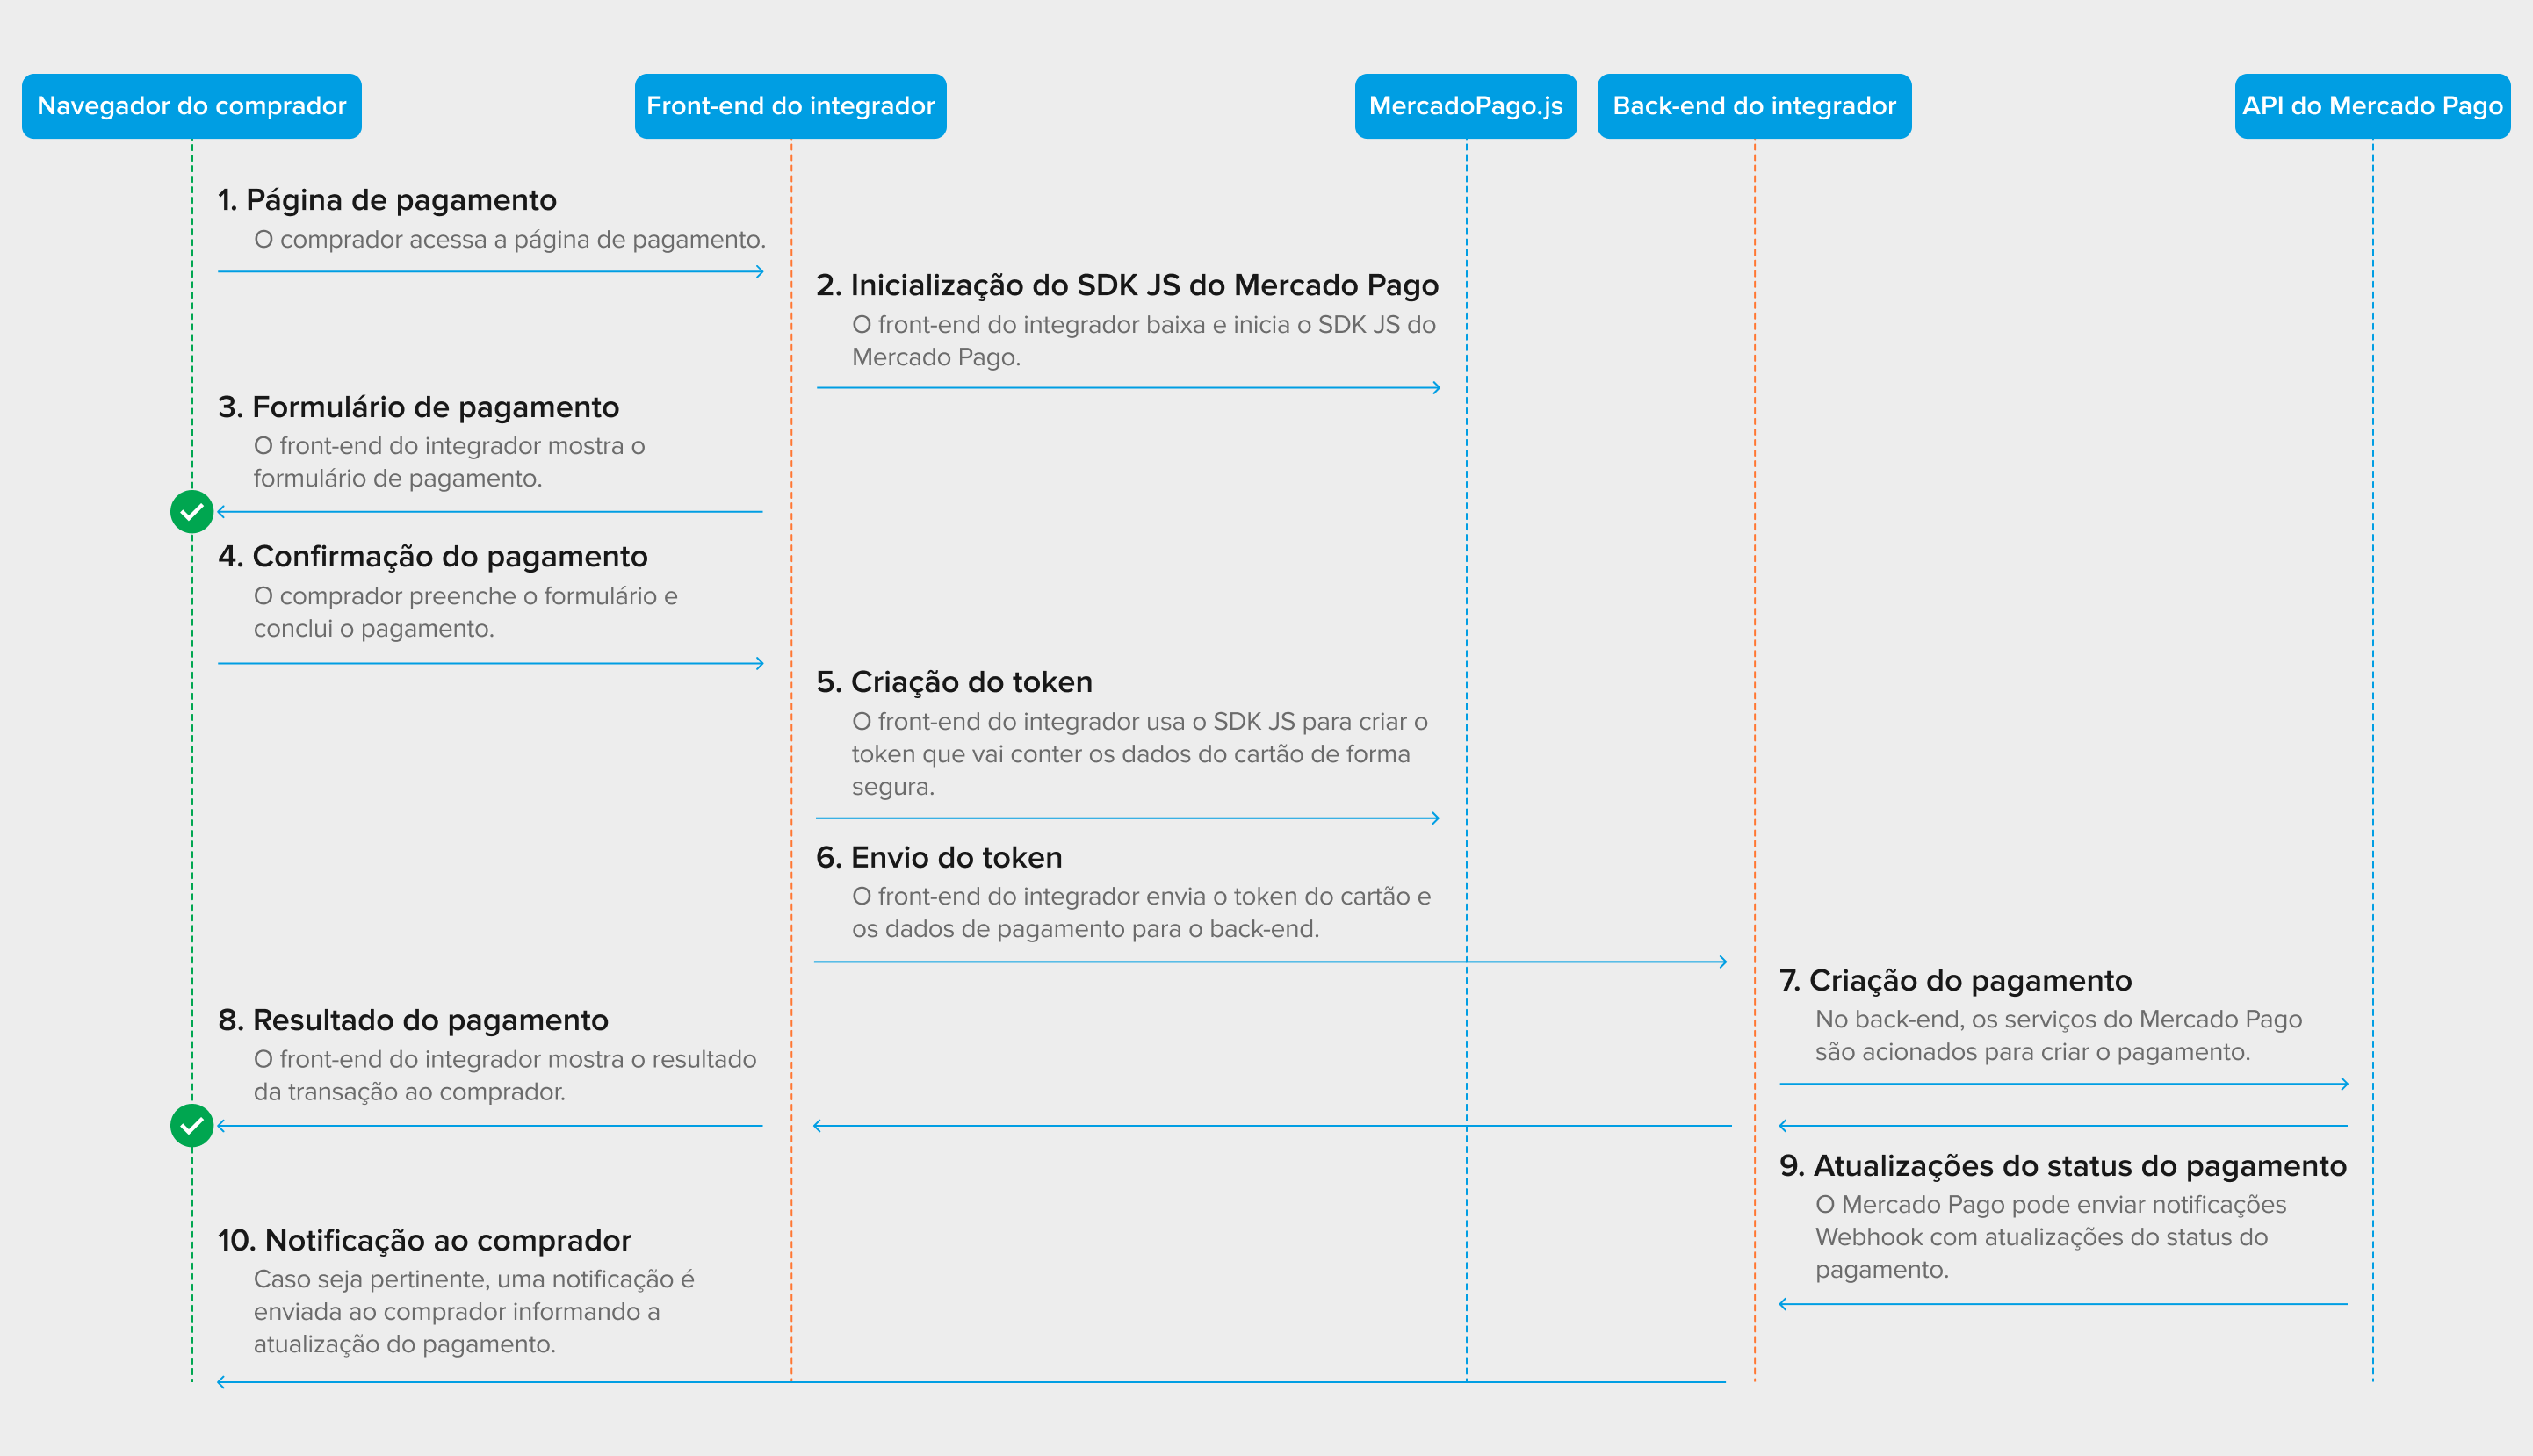 Navegador do comprador
Front-end do integrador
MercadoPago.js
Back-end do integrador
API do Mercado Pago
1. Página de pagamento
O comprador acessa a página de pagamento.
2. Inicialização do SDK JS do Mercado Pago
O front-end do integrador baixa e inicia o SDK JS do
Mercado Pago.
3. Formulário de pagamento
O front-end do integrador mostra o
formulário de pagamento.
4. Confirmação do pagamento
O comprador preenche o formulário e
conclui o pagamento.
5. Criação do token
O front-end do integrador usa o SDK JS para criar o
token que vai conter os dados do cartão de forma
segura.
6. Envio do token
O front-end do integrador envia o token do cartão e
os dados de pagamento para o back-end.
7. Criação do pagamento
No back-end, os serviços do Mercado Pago
são acionados para criar o pagamento.
8. Resultado do pagamento
O front-end do integrador mostra o resultado
da transação ao comprador.
9. Atualizações do status do pagamento
O Mercado Pago pode enviar notificações
Webhook com atualizações do status do
pagamento.
10. Notificação ao comprador
Caso seja pertinente, uma notificação é
enviada ao comprador informando a
atualização do pagamento.